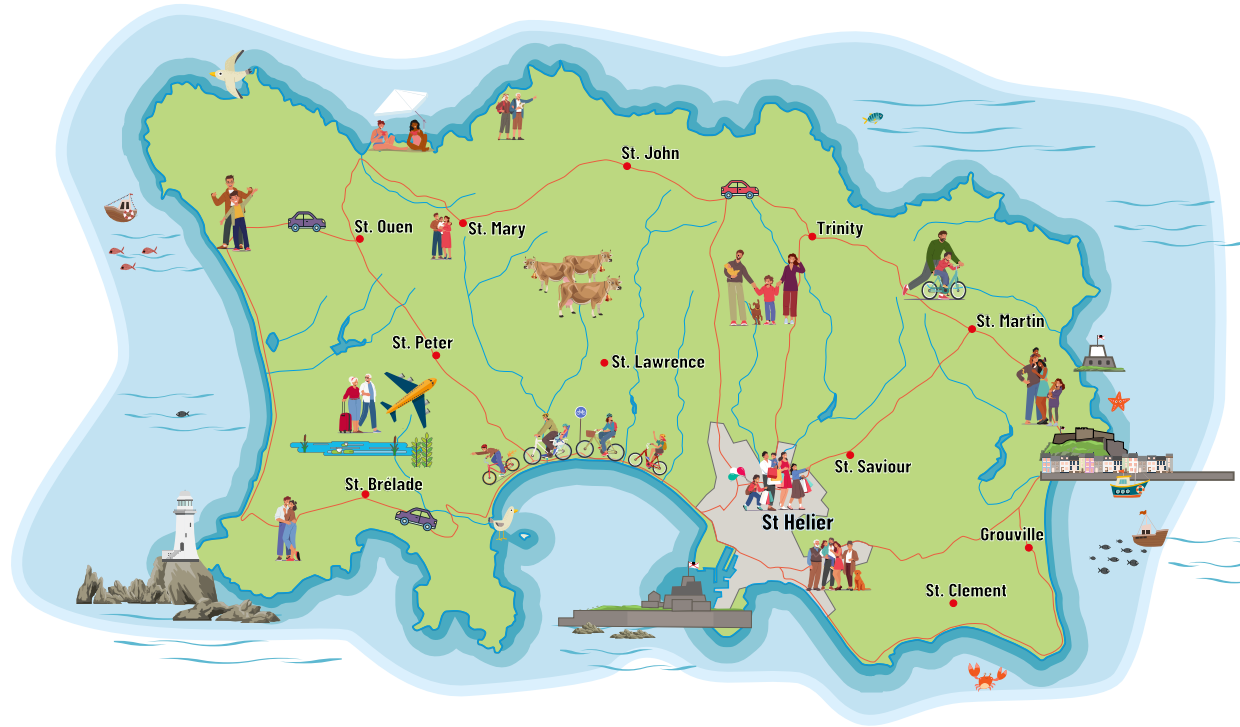 St. John
St. Ouen
St. Mary
Trinity
St. Martin
St. Peter
St. Lawrence
St. Saviour
St. Brelade
St Helier
Grouville
St. Clement